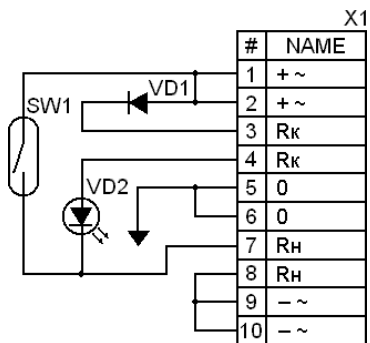 X1
# NAME
1 + ~
VD1
2 + ~
SW1
3 Rк
4 Rк
VD2
5 0
6 0
7 Rн
8 Rн
9 – ~
10 – ~